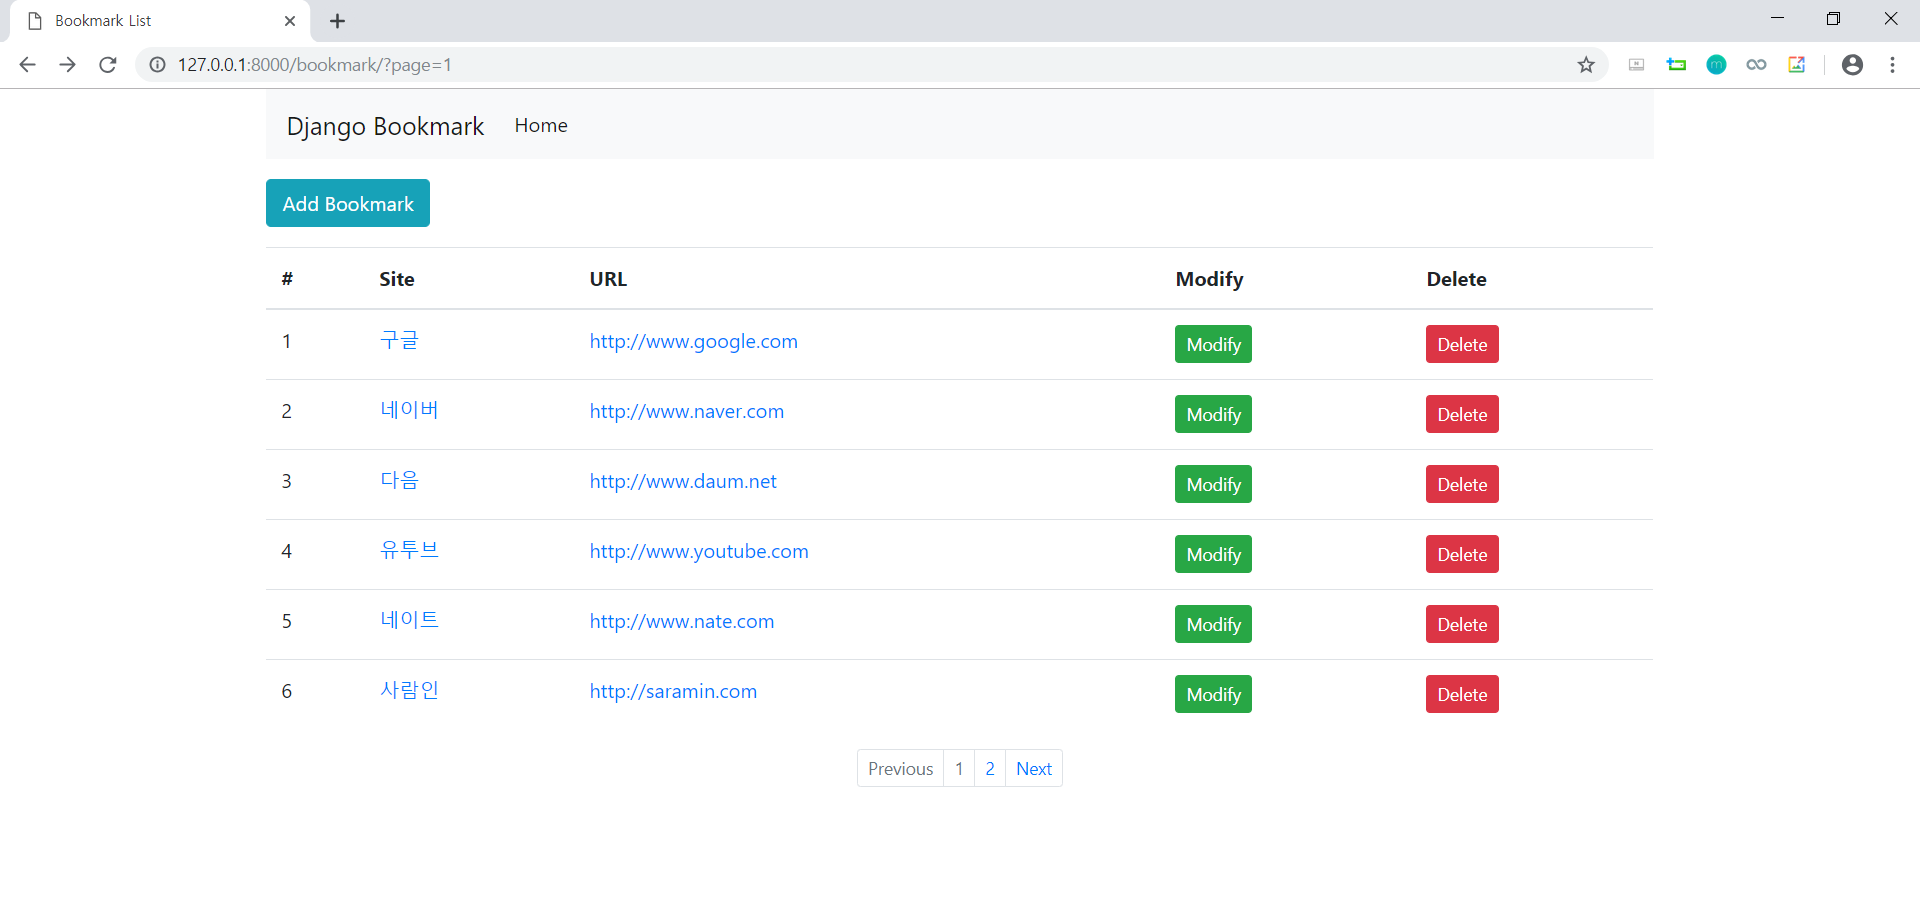 Bookmark List
127.0.0.1:8000/bookmark/?page=1
Django Bookmark Home
Add Bookmark
# Site URL Modify Delete
1 구글 http://www.google.com Modify Delete
2 네이버 http://www.naver.com Modify Delete
3 다음 http://www.daum.net Modify Delete
4 유투브 http://www.youtube.com Modify Delete
5 네이트 http://www.nate.com Modify Delete
6 사람인 http://saramin.com Modify Delete
Previous 1 2 Next